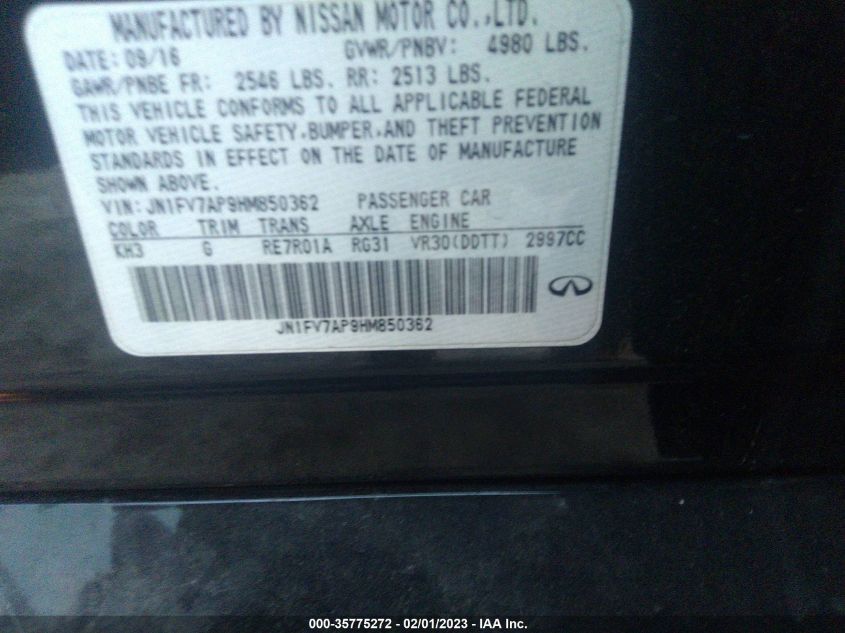 MANUFACTURED BY NISSAN MOTOR CO.,LTD.
DATE: 09/16 GVWR/PNBV: 4980 LBS.
GAWR/PNBE FR: 2546 LBS. RR: 2513 LBS.
THIS VEHICLE CONFORMS TO ALL APPLICABLE FEDERAL
MOTOR VEHICLE SAFETY,BUMPER,AND THEFT PREVENTION
STANDARDS IN EFFECT ON THE DATE OF MANUFACTURE
SHOWN ABOVE.
VIN: JN1FV7AP9HM850362 PASSENGER CAR
COLOR TRIM TRANS AXLE ENGINE
KH3 G RE7R01A RG31 VR30(DDTT) 2997CC
JN1FV7AP9HM850362
000-35775272 - 02/01/2023 - IAA Inc.